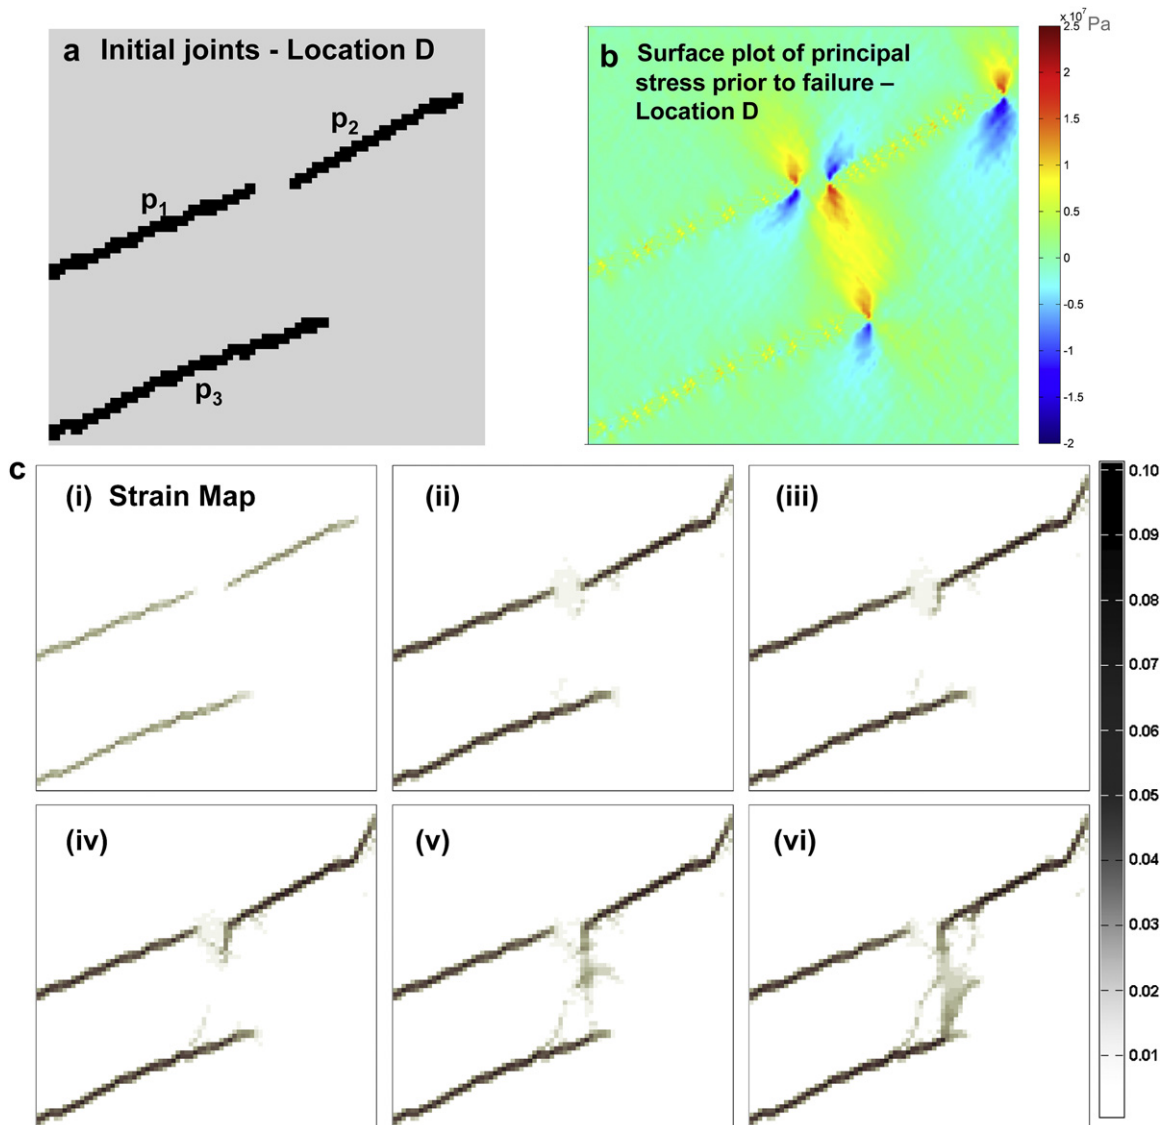 a Initial joints - Location D
p2
p1
p3
b Surface plot of principal
stress prior to failure –
Location D
x 10^7 Pa
2.5
2
1.5
1
0.5
0
-0.5
-1
-1.5
-2
c
(i) Strain Map
(ii)
(iii)
(iv)
(v)
(vi)
0.10
0.09
0.08
0.07
0.06
0.05
0.04
0.03
0.02
0.01